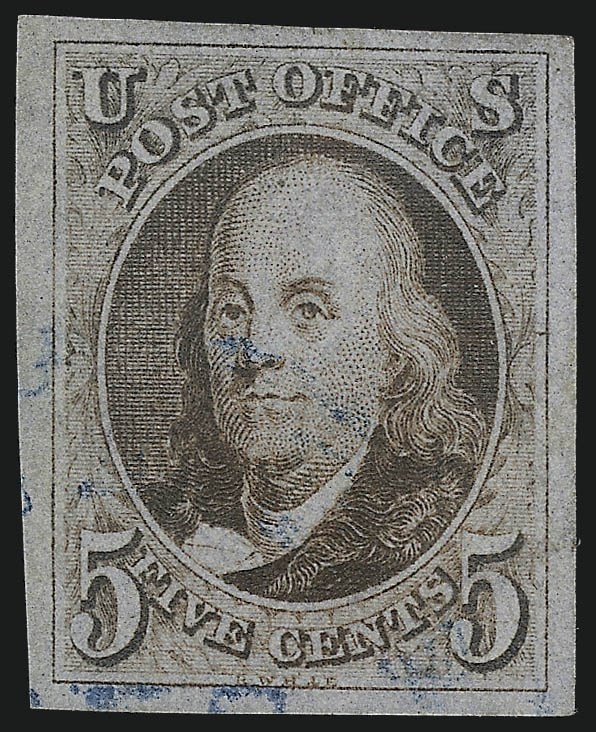 U S
POST OFFICE
5 FIVE CENTS 5
R.W.H.&E.